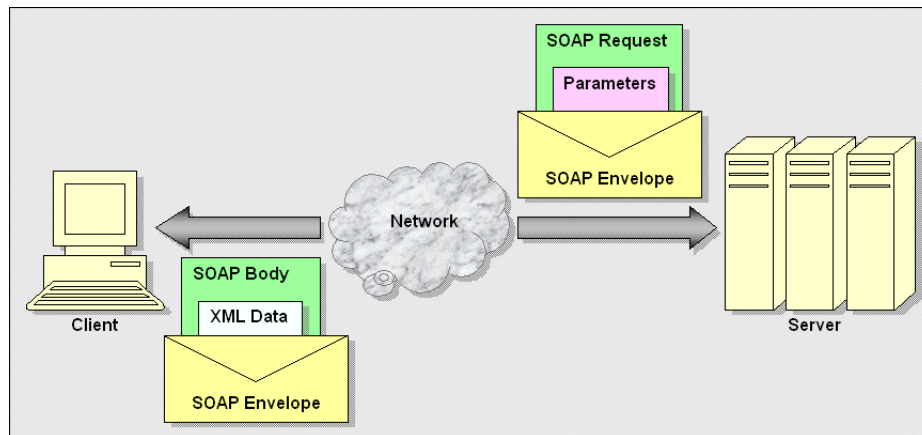 SOAP Request
Parameters
SOAP Envelope
Network
SOAP Body
XML Data
Client
Server
SOAP Envelope